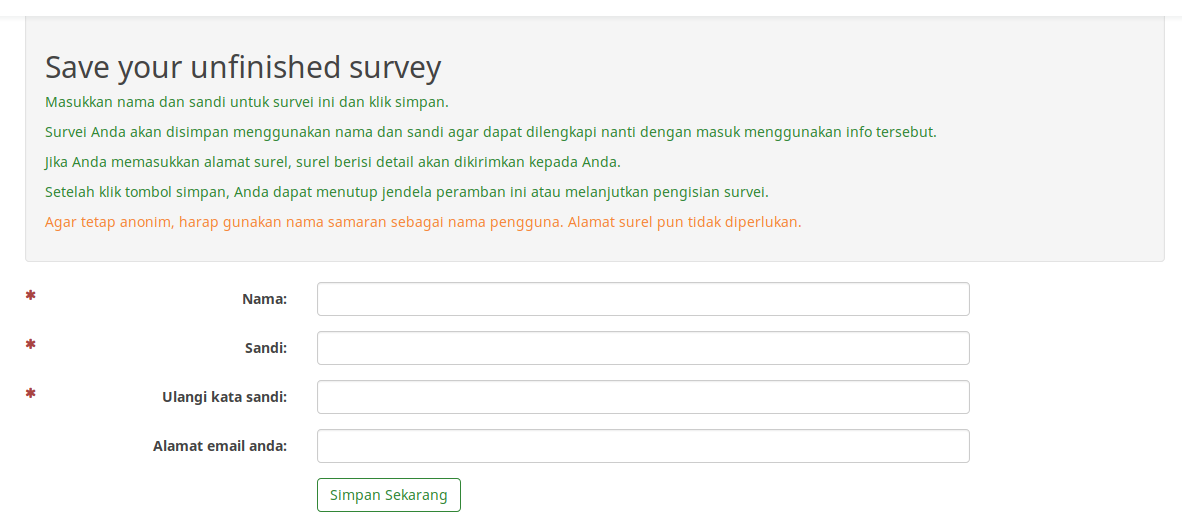 Save your unfinished survey
Masukkan nama dan sandi untuk survei ini dan klik simpan.
Survei Anda akan disimpan menggunakan nama dan sandi agar dapat dilengkapi nanti dengan masuk menggunakan info tersebut.
Jika Anda memasukkan alamat surel, surel berisi detail akan dikirimkan kepada Anda.
Setelah klik tombol simpan, Anda dapat menutup jendela peramban ini atau melanjutkan pengisian survei.
Agar tetap anonim, harap gunakan nama samaran sebagai nama pengguna. Alamat surel pun tidak diperlukan.
* Nama:
* Sandi:
* Ulangi kata sandi:
Alamat email anda:
Simpan Sekarang